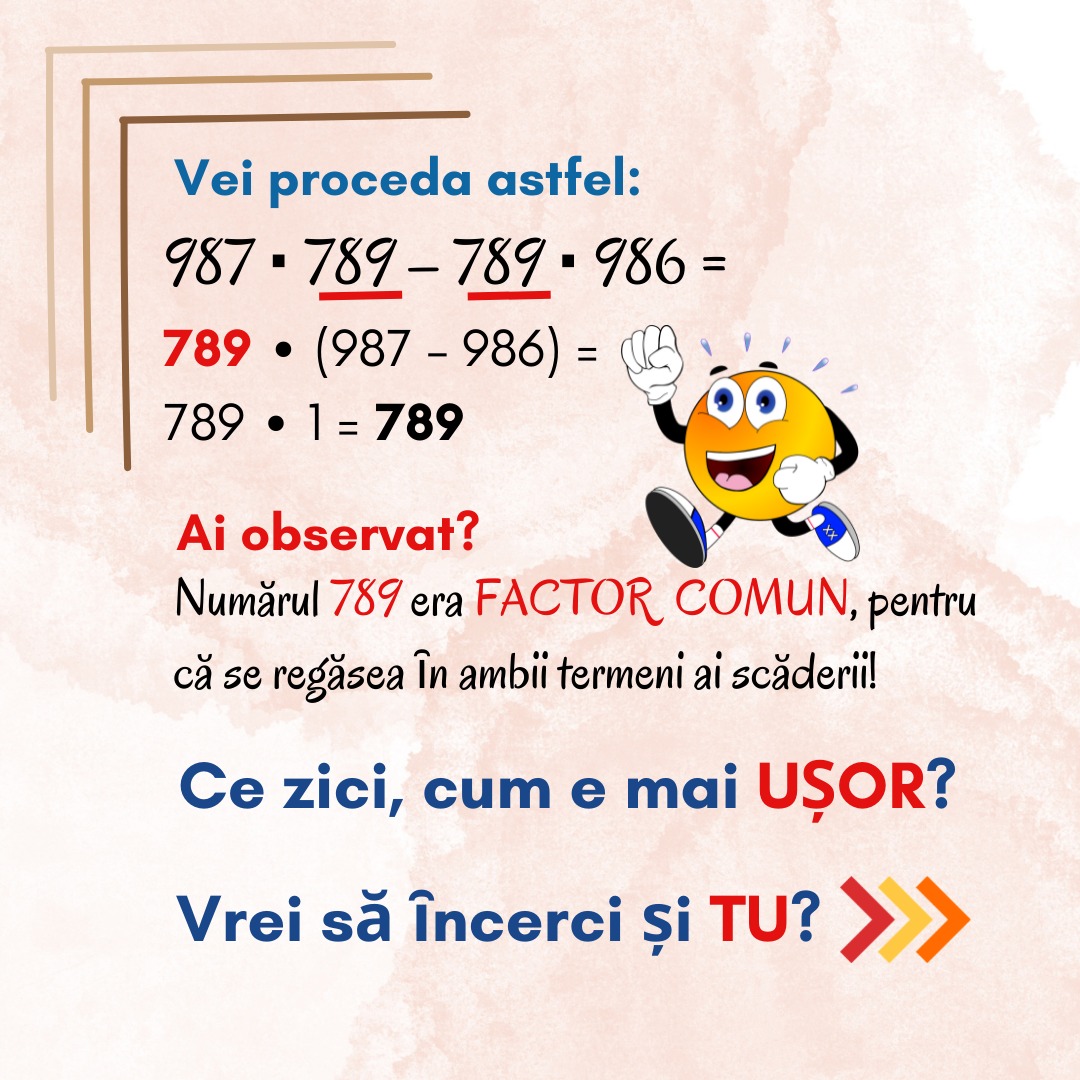 Vei proceda astfel:
987 ▪ 789 – 789 ▪ 986 =
789 • (987 – 986) =
789 • 1 = 789
Ai observat?
Numărul 789 era FACTOR COMUN, pentru
că se regăsea în ambii termeni ai scăderii!
Ce zici, cum e mai UȘOR?
Vrei să încerci și TU?